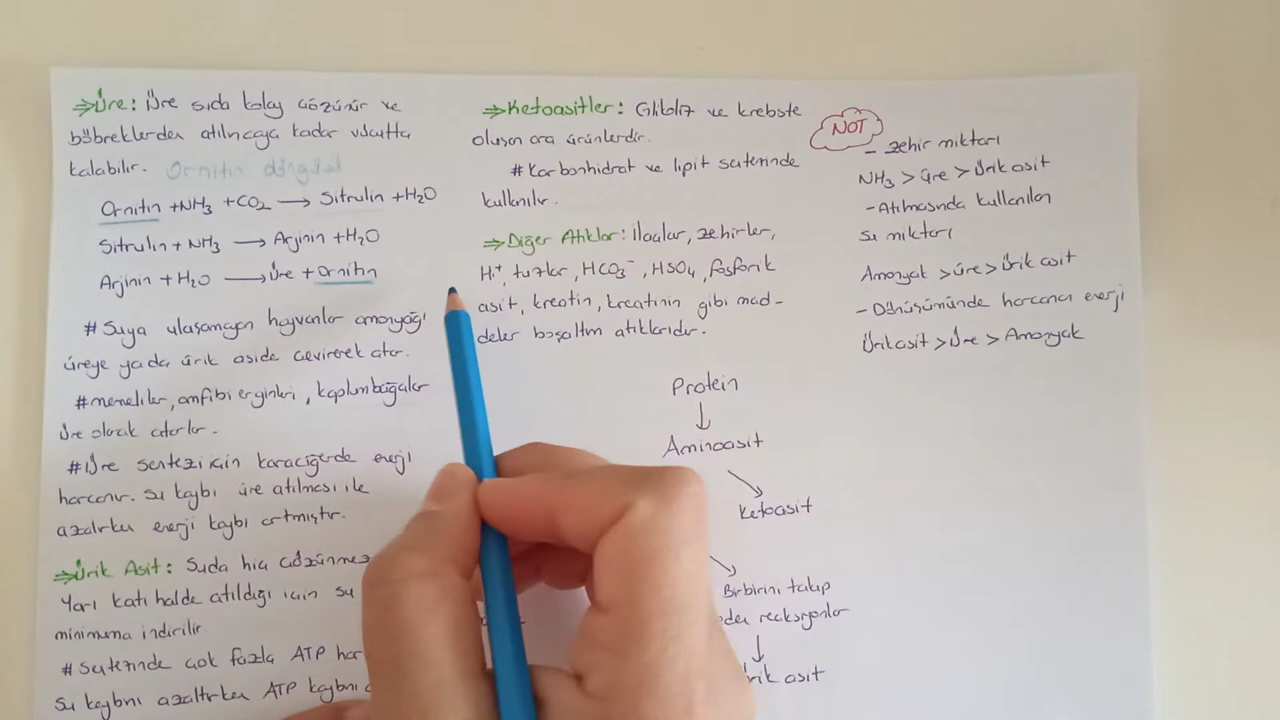 ⇒Üre: Üre suda kolay çözünür ve
böbreklerden atılncaya kadar vücutta
kalabilir. Ornitin döngüsü
Ornitin +NH3 +CO2 → Sitrulin +H2O
Sitrulin + NH3 → Arjinin +H2O
Arjinin + H2O → Üre + Ornitin
#Suya ulaşamayan hayvanlar amonyağı
üreye ya da ürik aside çevirerek atar.
#memeliler, amfibi erginleri, kaplumbağalar
üre olarak atarlar.
#Üre sentezi için karaciğerde enerji
harcanır. Su kaybı üre atılması ile
azalırken enerji kaybı artmıştır.
⇒Ürik Asit: Suda hiç çözünmez
Yarı katı halde atıldığı için su
minimuma indirilir
#Sentezinde çok fazla ATP har
su kaybını azaltırken ATP kaybını
⇒Ketoasitler: Glikoliz ve krebste
oluşan ara ürünlerdir.
#Karbonhidrat ve lipit sentezinde
kullanılır.
⇒Diğer Atıklar: İlaçlar, zehirler,
H+, tuzlar, HCO3-, HSO4, fosforik
asit, kreatin, kreatinin gibi mad-
deler boşaltım atıklarıdır.
Protein
↓
Aminoasit
Ketoasit
Birbirini takip
eden reaksiyonlar
↓
rik asit
NOT
- zehir miktarı
NH3 > üre > Ürik asit
- Atılmasında kullanılan
su miktarı
Amonyak > üre > Ürik asit
- Dönüşümünde harcanan enerji
Ürikasit > Üre > Amonyak